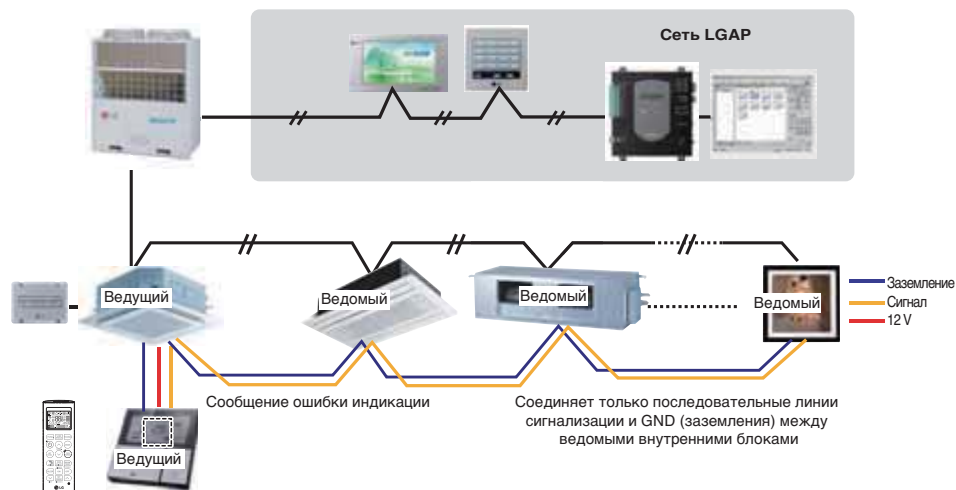 Сеть LGAP
Ведущий
Ведомый
Ведомый
Ведомый
Заземление
Сигнал
12 V
Сообщение ошибки индикации
Соединяет только последовательные линии
сигнализации и GND (заземления) между
ведомыми внутренними блоками
Ведущий
LG